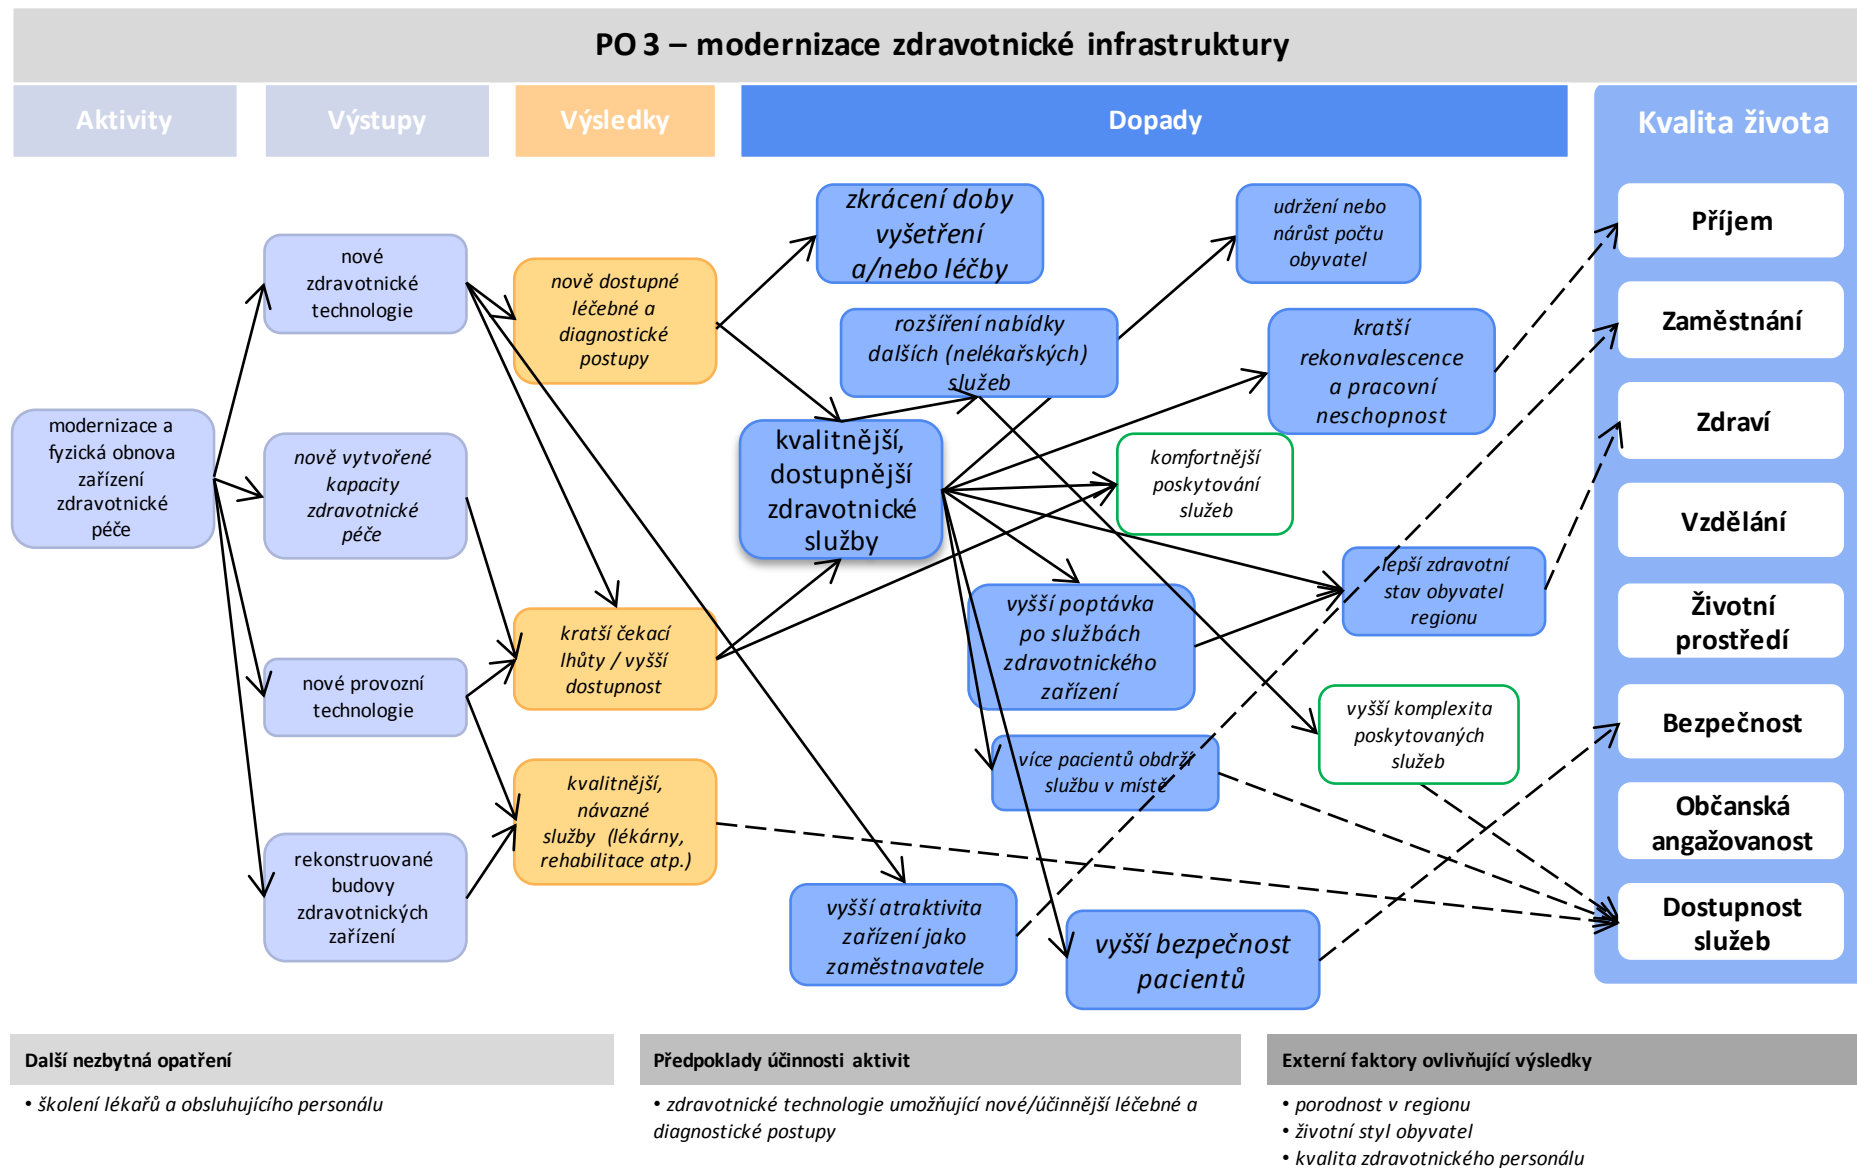 PO 3 – modernizace zdravotnické infrastruktury
Aktivity
Výstupy
Výsledky
Dopady
Kvalita života
modernizace a
fyzická obnova
zařízení
zdravotnické
péče
nové
zdravotnické
technologie
nově vytvořené
kapacity
zdravotnické
péče
nové provozní
technologie
rekonstruované
budovy
zdravotnických
zařízení
nově dostupné
léčebné a
diagnostické
postupy
kratší čekací
lhůty / vyšší
dostupnost
kvalitnější,
návazné
služby (lékárny,
rehabilitace atp.)
zkrácení doby
vyšetření
a/nebo léčby
rozšíření nabídky
dalších (nelékařských)
služeb
kvalitnější,
dostupnější
zdravotnické
služby
vyšší poptávka
po službách
zdravotnického
zařízení
více pacientů obdrží
službu v místě
vyšší atraktivita
zařízení jako
zaměstnavatele
vyšší bezpečnost
pacientů
udržení nebo
nárůst počtu
obyvatel
kratší
rekonvalescence
a pracovní
neschopnost
komfortnější
poskytování
služeb
lepší zdravotní
stav obyvatel
regionu
vyšší komplexita
poskytovaných
služeb
Příjem
Zaměstnání
Zdraví
Vzdělání
Životní
prostředí
Bezpečnost
Občanská
angažovanost
Dostupnost
služeb
Další nezbytná opatření
• školení lékařů a obsluhujícího personálu
Předpoklady účinnosti aktivit
• zdravotnické technologie umožňující nové/účinnější léčebné a
diagnostické postupy
Externí faktory ovlivňující výsledky
• porodnost v regionu
• životní styl obyvatel
• kvalita zdravotnického personálu